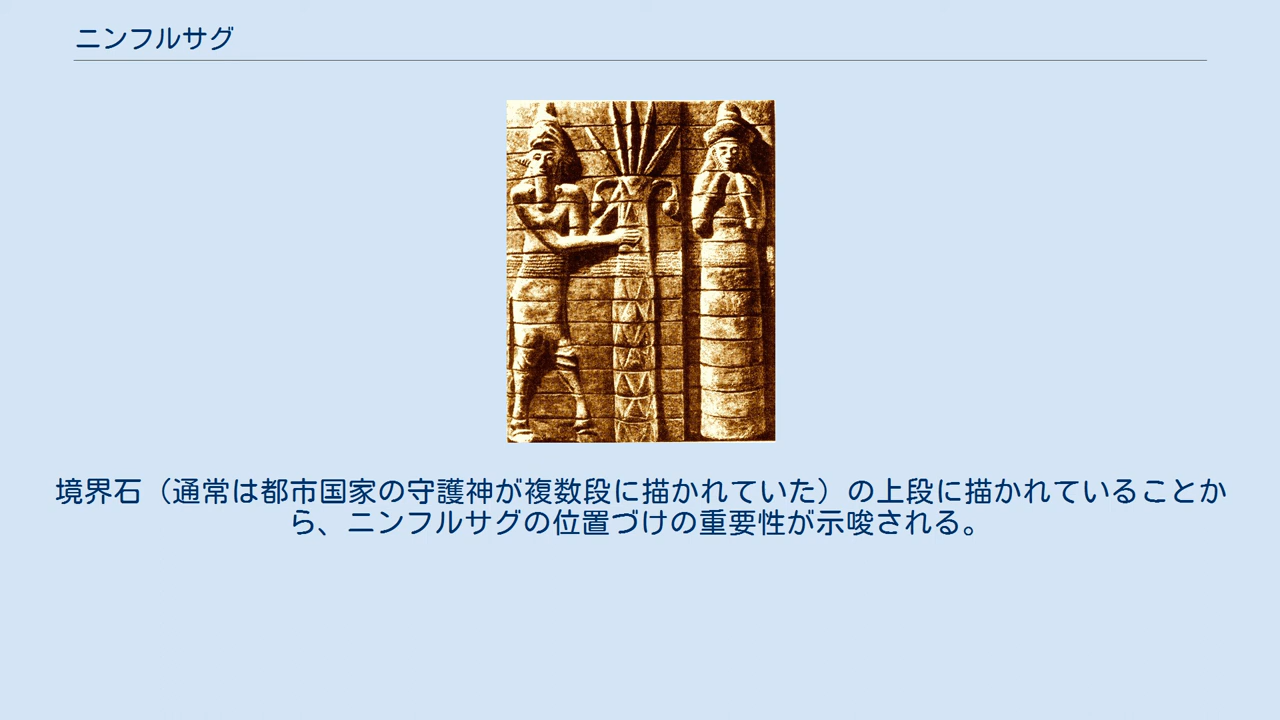 ニンフルサグ
境界石（通常は都市国家の守護神が複数段に描かれていた）の上段に描かれていることか
ら、ニンフルサグの位置づけの重要性が示唆される。